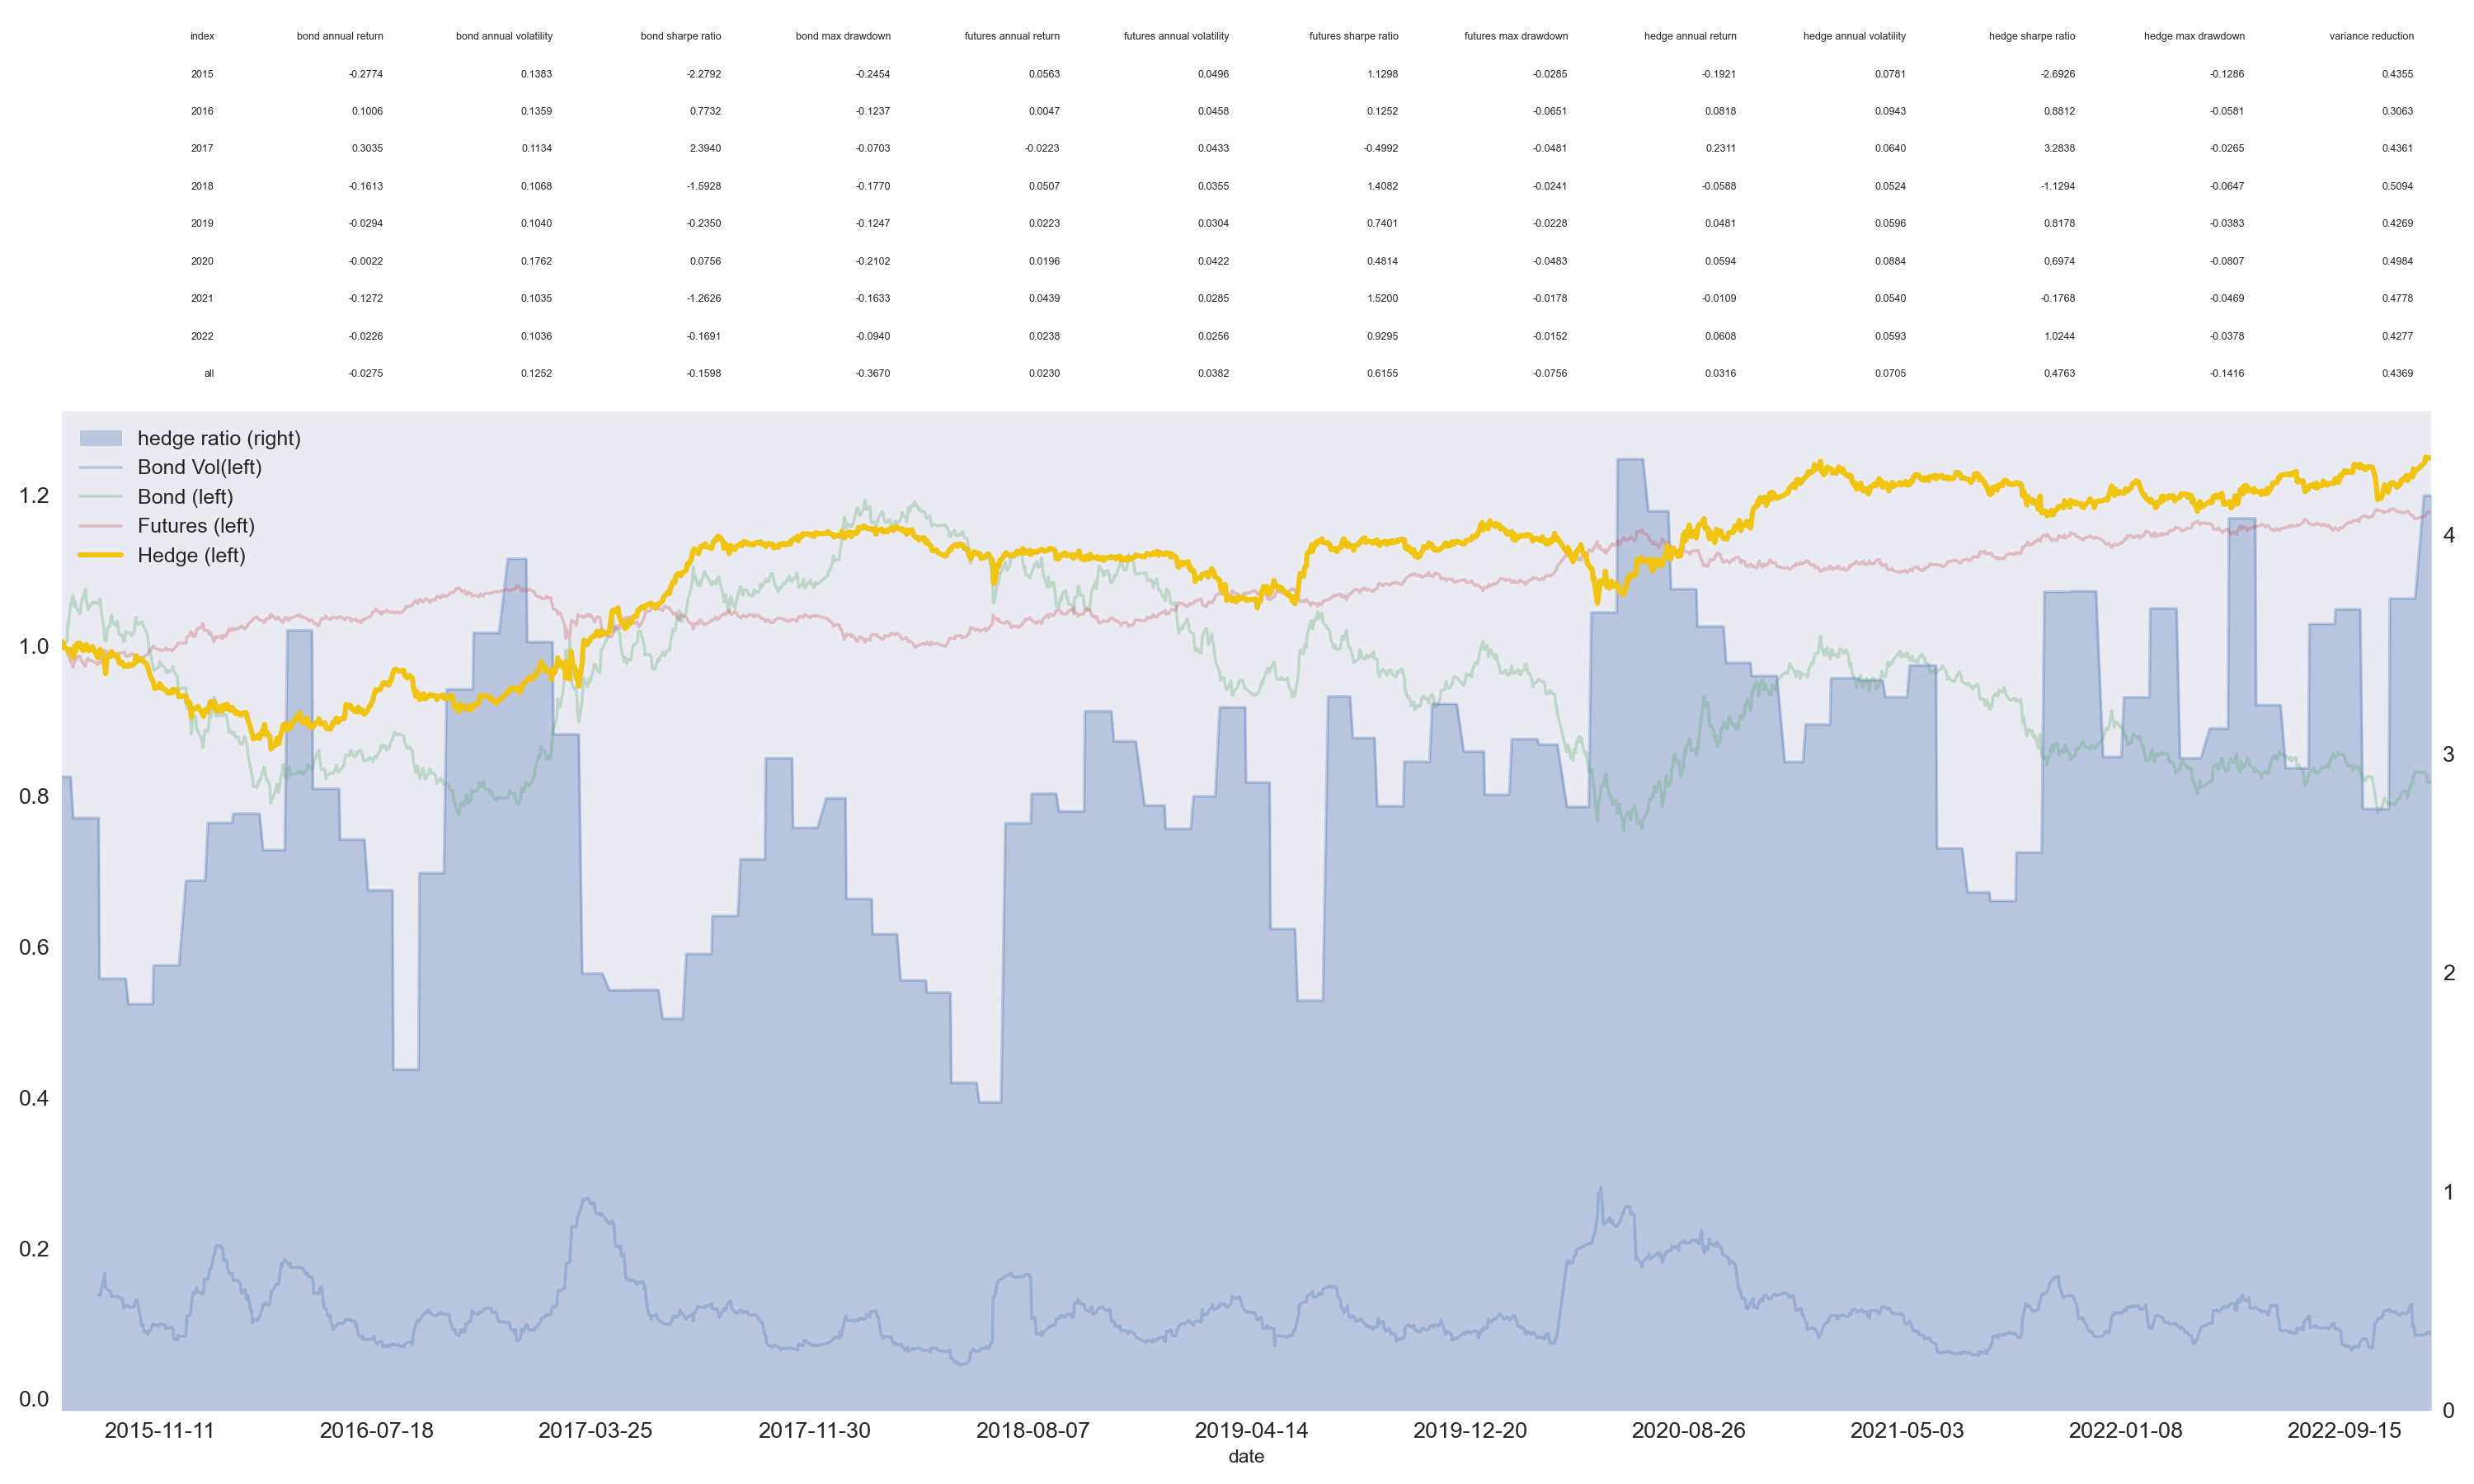 index bond annual return bond annual volatility bond sharpe ratio bond max drawdown futures annual return futures annual volatility futures sharpe ratio futures max drawdown hedge annual return hedge annual volatility hedge sharpe ratio hedge max drawdown variance reduction
2015 -0.2774 0.1383 -2.2792 -0.2454 0.0563 0.0496 1.1298 -0.0285 -0.1921 0.0781 -2.6926 -0.1286 0.4355
2016 0.1006 0.1359 0.7732 -0.1237 0.0047 0.0458 0.1252 -0.0651 0.0818 0.0943 0.8812 -0.0581 0.3063
2017 0.3035 0.1134 2.3940 -0.0703 -0.0223 0.0433 -0.4992 -0.0481 0.2311 0.0640 3.2838 -0.0265 0.4361
2018 -0.1613 0.1068 -1.5928 -0.1770 0.0507 0.0355 1.4082 -0.0241 -0.0588 0.0524 -1.1294 -0.0647 0.5094
2019 -0.0294 0.1040 -0.2350 -0.1247 0.0223 0.0304 0.7401 -0.0228 0.0481 0.0596 0.8178 -0.0383 0.4269
2020 -0.0022 0.1762 0.0756 -0.2102 0.0196 0.0422 0.4814 -0.0483 0.0594 0.0884 0.6974 -0.0807 0.4984
2021 -0.1272 0.1035 -1.2626 -0.1633 0.0439 0.0285 1.5200 -0.0178 -0.0109 0.0540 -0.1768 -0.0469 0.4778
2022 -0.0226 0.1036 -0.1691 -0.0940 0.0238 0.0256 0.9295 -0.0152 0.0608 0.0593 1.0244 -0.0378 0.4277
all -0.0275 0.1252 -0.1598 -0.3670 0.0230 0.0382 0.6155 -0.0756 0.0316 0.0705 0.4763 -0.1416 0.4369
hedge ratio (right)
Bond Vol(left)
Bond (left)
Futures (left)
Hedge (left)
1.2
1.0
0.8
0.6
0.4
0.2
0.0
4
3
2
1
0
2015-11-11 2016-07-18 2017-03-25 2017-11-30 2018-08-07 2019-04-14 2019-12-20 2020-08-26 2021-05-03 2022-01-08 2022-09-15
date